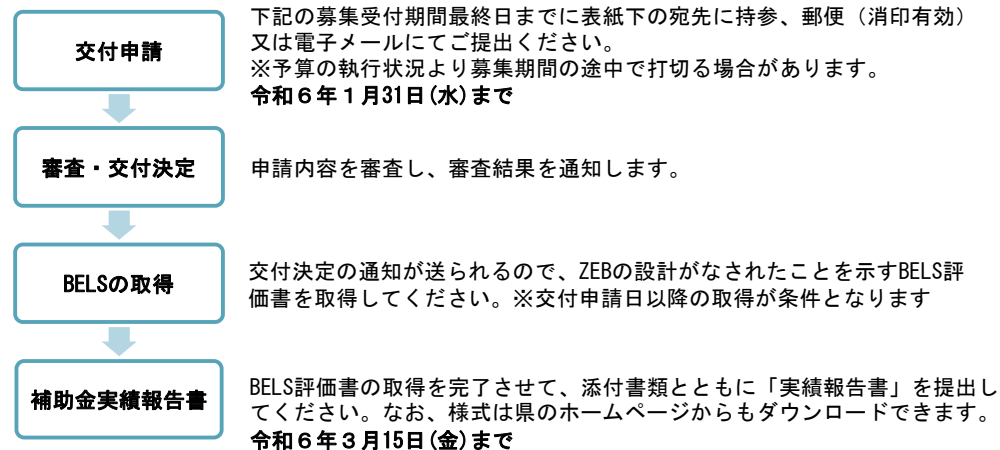 交付申請
下記の募集受付期間最終日までに表紙下の宛先に持参、郵便（消印有効）
又は電子メールにてご提出ください。
※予算の執行状況より募集期間の途中で打切る場合があります。
令和６年１月31日(水)まで
審査・交付決定
申請内容を審査し、審査結果を通知します。
BELSの取得
交付決定の通知が送られるので、ZEBの設計がなされたことを示すBELS評
価書を取得してください。※交付申請日以降の取得が条件となります
補助金実績報告書
BELS評価書の取得を完了させて、添付書類とともに「実績報告書」を提出し
てください。なお、様式は県のホームページからもダウンロードできます。
令和６年３月15日(金)まで